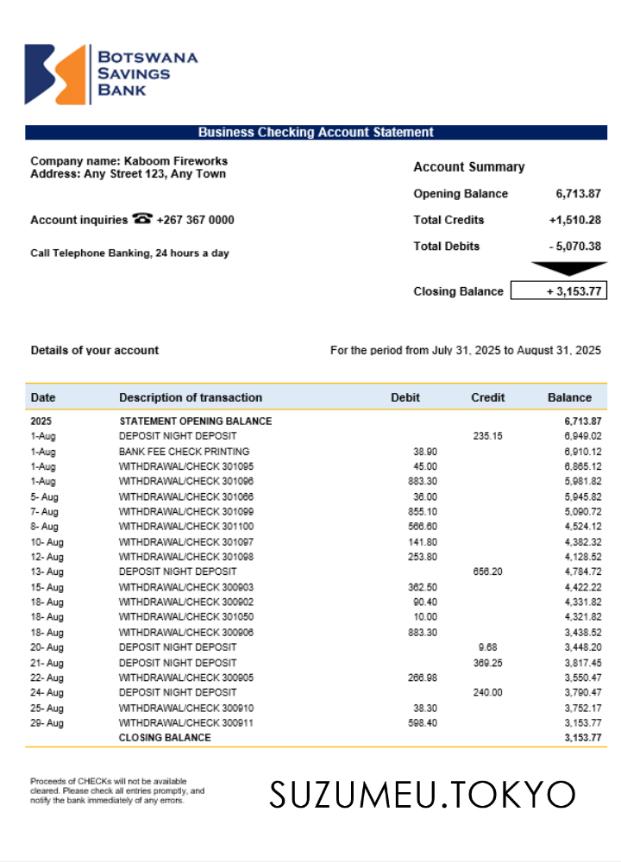 BOTSWANA
SAVINGS
BANK
Business Checking Account Statement
Company name: Kaboom Fireworks
Address: Any Street 123, Any Town
Account inquiries ☎ +267 367 0000
Call Telephone Banking, 24 hours a day
Account Summary
Opening Balance 6,713.87
Total Credits +1,510.28
Total Debits - 5,070.38
Closing Balance + 3,153.77
Details of your account For the period from July 31, 2025 to August 31, 2025
Date Description of transaction Debit Credit Balance
2025 STATEMENT OPENING BALANCE 6,713.87
1-Aug DEPOSIT NIGHT DEPOSIT 235.15 6,949.02
1-Aug BANK FEE CHECK PRINTING 38.90 6,910.12
1-Aug WITHDRAWAL/CHECK 301095 45.00 6,865.12
1-Aug WITHDRAWAL/CHECK 301096 883.30 5,981.82
5- Aug WITHDRAWAL/CHECK 301066 36.00 5,945.82
7- Aug WITHDRAWAL/CHECK 301099 855.10 5,090.72
8- Aug WITHDRAWAL/CHECK 301100 566.60 4,524.12
10- Aug WITHDRAWAL/CHECK 301097 141.80 4,382.32
12- Aug WITHDRAWAL/CHECK 301098 253.80 4,128.52
13- Aug DEPOSIT NIGHT DEPOSIT 656.20 4,784.72
15- Aug WITHDRAWAL/CHECK 300903 362.50 4,422.22
18- Aug WITHDRAWAL/CHECK 300902 90.40 4,331.82
18- Aug WITHDRAWAL/CHECK 301050 10.00 4,321.82
18- Aug WITHDRAWAL/CHECK 300906 883.30 3,438.52
20- Aug DEPOSIT NIGHT DEPOSIT 9.68 3,448.20
21- Aug DEPOSIT NIGHT DEPOSIT 369.25 3,817.45
22- Aug WITHDRAWAL/CHECK 300905 266.98 3,550.47
24- Aug DEPOSIT NIGHT DEPOSIT 240.00 3,790.47
25- Aug WITHDRAWAL/CHECK 300910 38.30 3,752.17
29- Aug WITHDRAWAL/CHECK 300911 598.40 3,153.77
CLOSING BALANCE 3,153.77
Proceeds of CHECKs will not be available
cleared. Please check all entries promptly, and
notify the bank immediately of any errors.
SUZUMEU.TOKYO